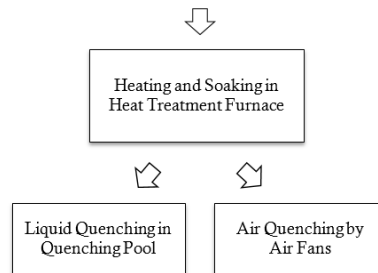 Heating and Soaking in
Heat Treatment Furnace
Liquid Quenching in
Quenching Pool
Air Quenching by
Air Fans